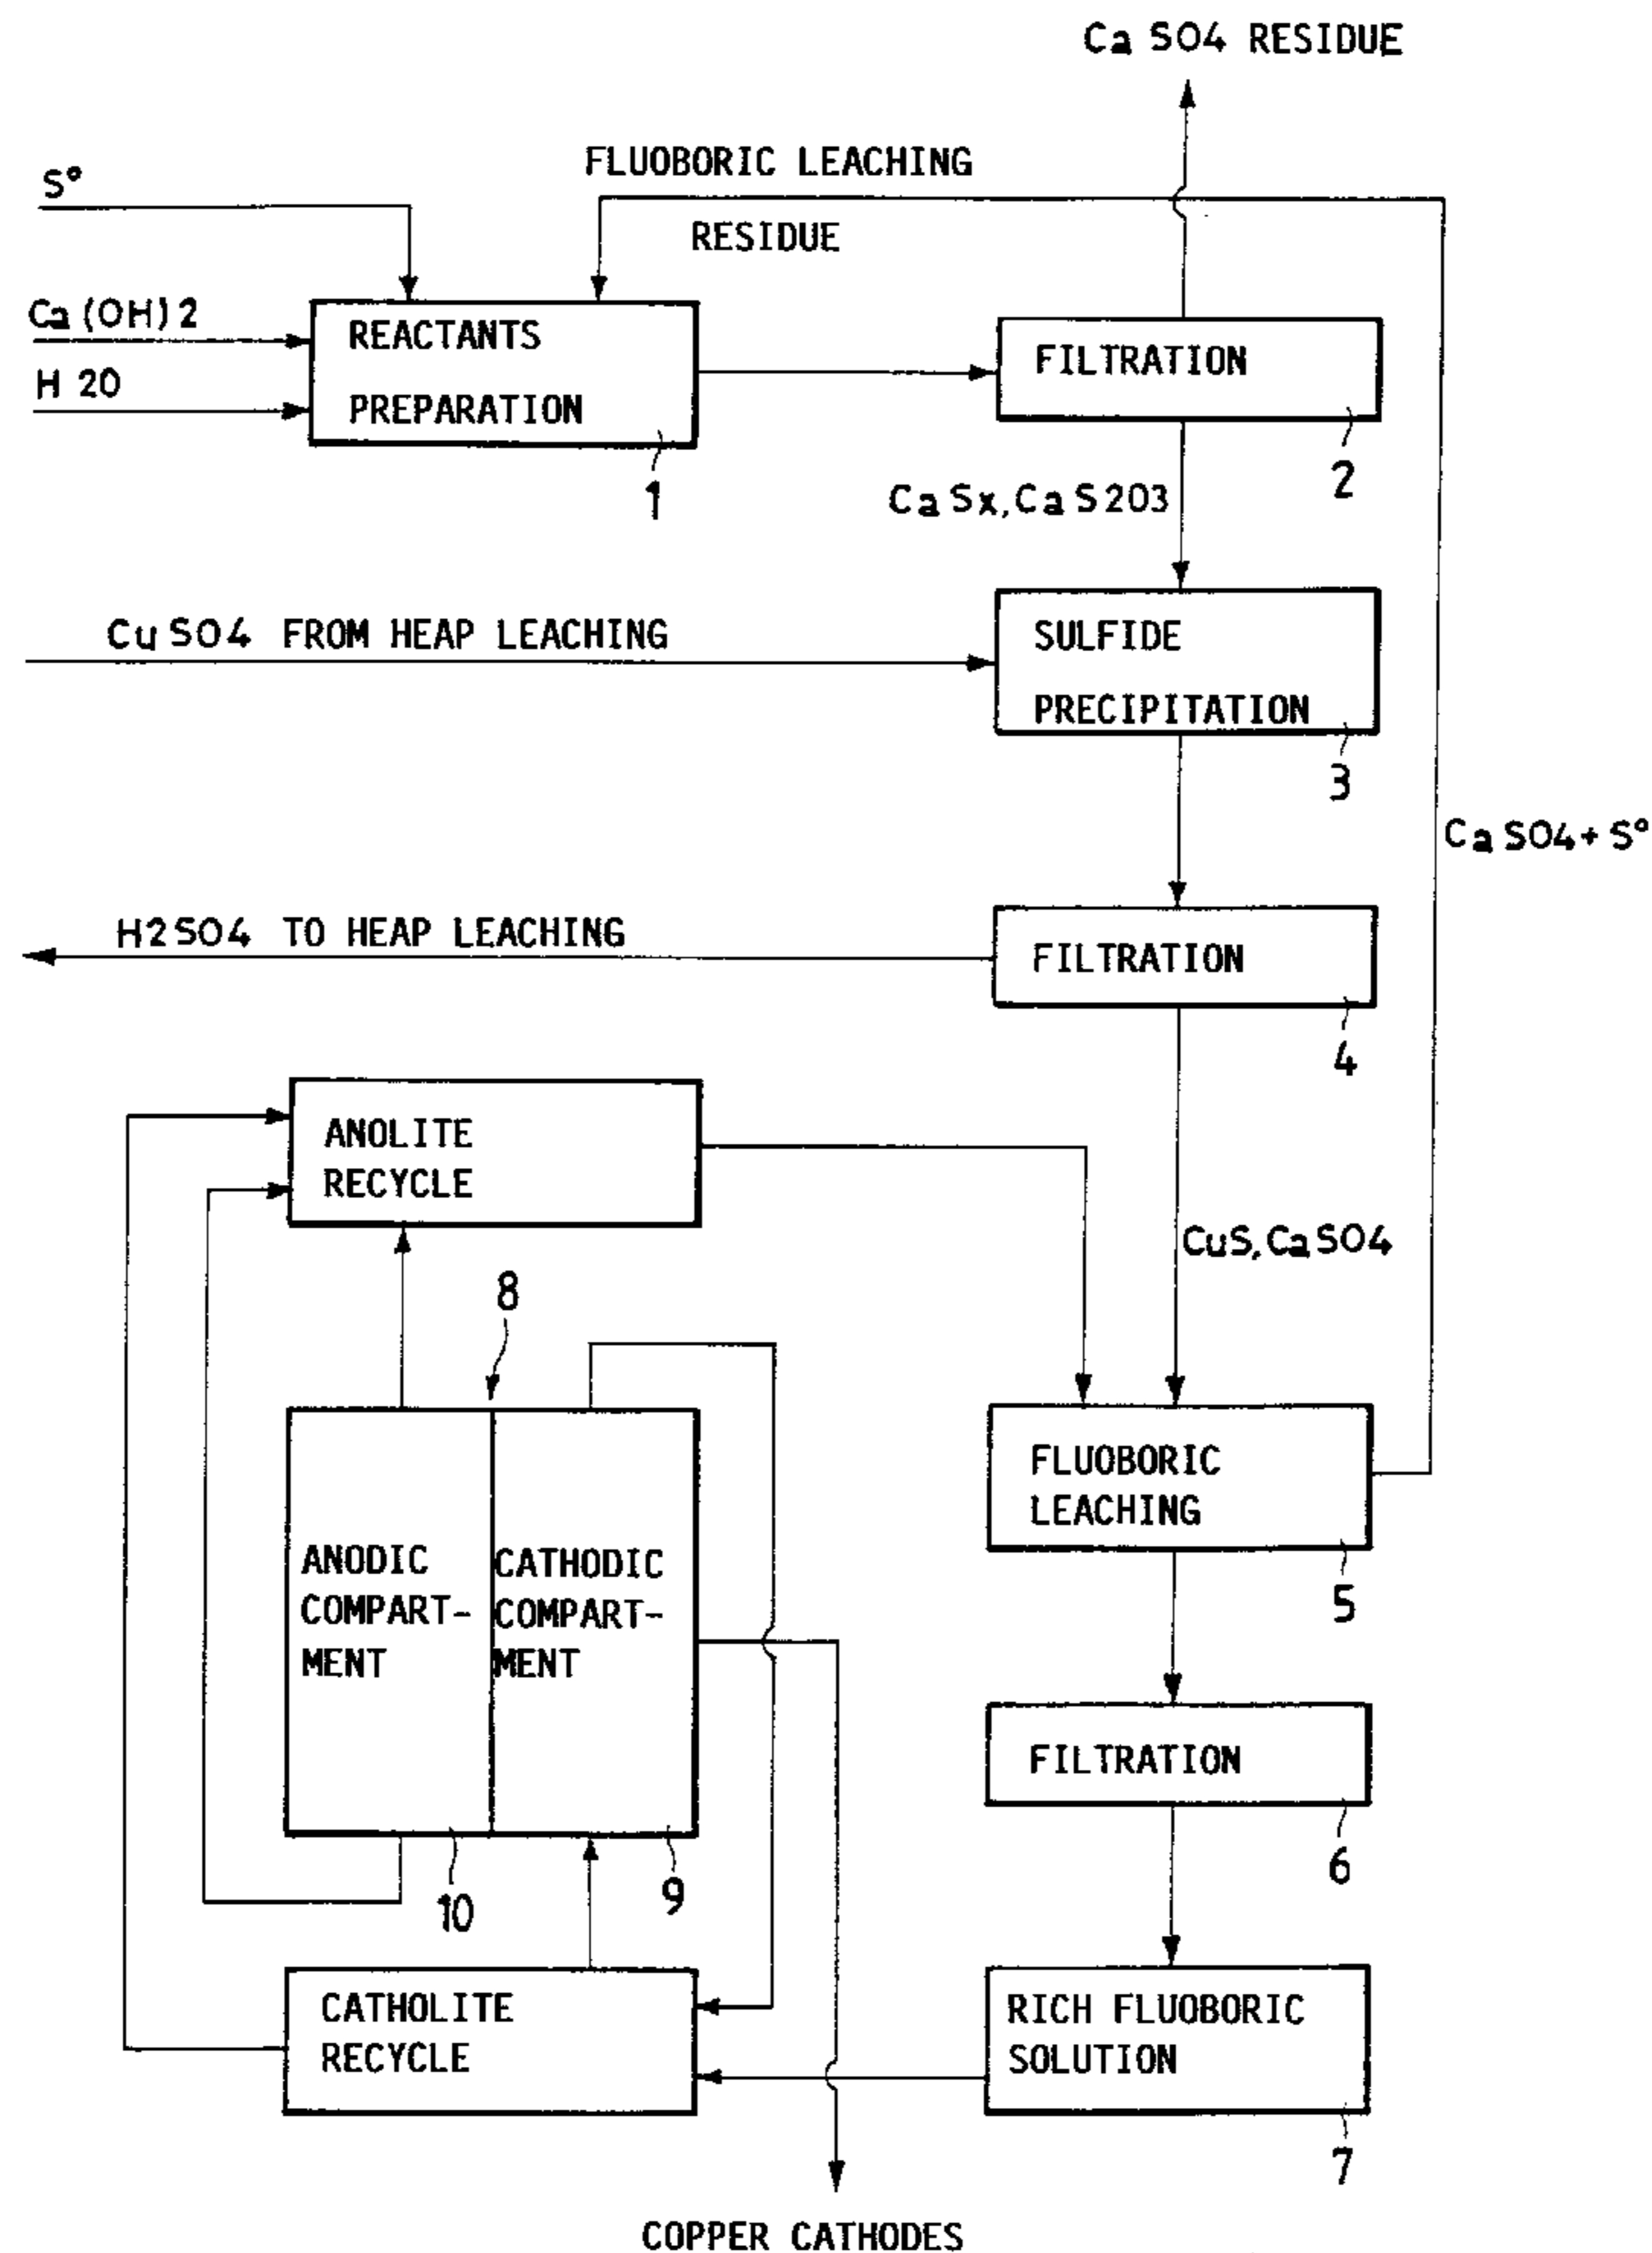 Ca SO4 RESIDUE
S°
FLUOBORIC LEACHING
RESIDUE
Ca (OH) 2
H 2O
REACTANTS
PREPARATION
1
FILTRATION
2
Ca Sx, Ca S 2O3
Cu SO4 FROM HEAP LEACHING
SULFIDE
PRECIPITATION
3
Ca SO4 + S°
H2 SO4 TO HEAP LEACHING
FILTRATION
4
ANOLITE
RECYCLE
CuS, Ca SO4
8
FLUOBORIC
LEACHING
5
ANODIC
COMPART-
MENT
CATHODIC
COMPART-
MENT
10
9
FILTRATION
6
CATHOLITE
RECYCLE
RICH FLUOBORIC
SOLUTION
7
COPPER CATHODES